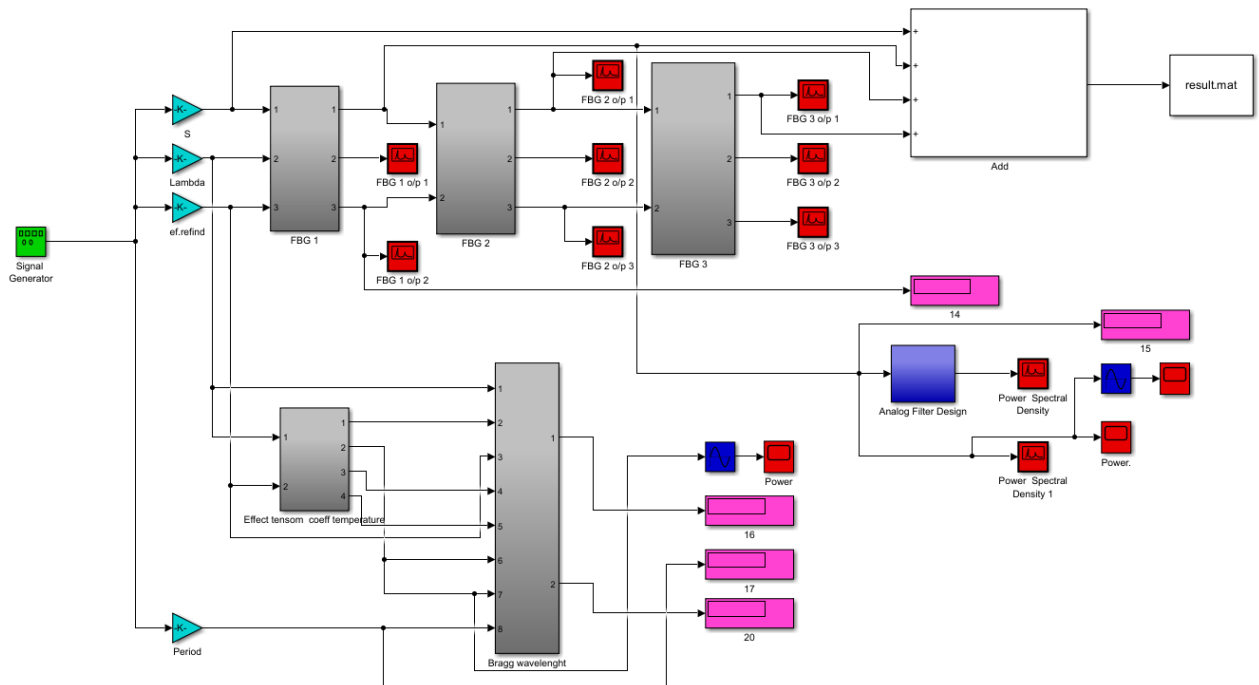 +
+
+
+
Add
result.mat
-K-
S
-K-
Lambda
-K-
ef.refind
Signal
Generator
1
2
3
1
2
3
FBG 1
FBG 1 o/p 1
FBG 1 o/p 2
1
2
1
2
3
FBG 2
FBG 2 o/p 1
FBG 2 o/p 2
FBG 2 o/p 3
1
2
1
2
3
FBG 3
FBG 3 o/p 1
FBG 3 o/p 2
FBG 3 o/p 3
14
15
Analog Filter Design
Power Spectral
Density
Power Spectral
Density 1
Power.
1
2
1
2
3
4
Effect tensom coeff temperature
1
2
3
4
5
6
7
8
1
2
Bragg wavelenght
Power
16
17
20
-K-
Period